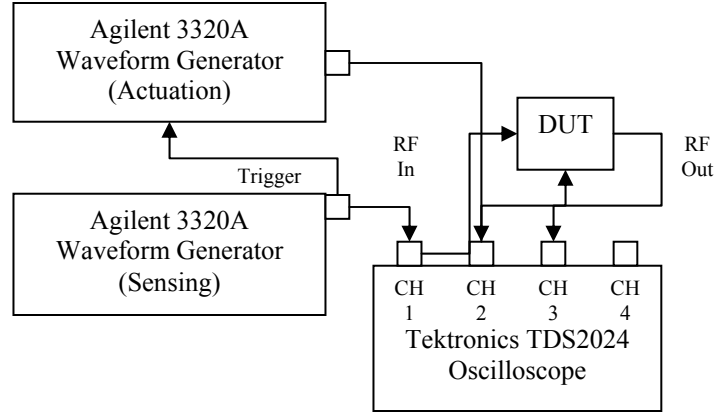 Agilent 3320A
Waveform Generator
(Actuation)
DUT
RF
In
RF
Out
Trigger
Agilent 3320A
Waveform Generator
(Sensing)
CH
1
CH
2
CH
3
CH
4
Tektronics TDS2024
Oscilloscope